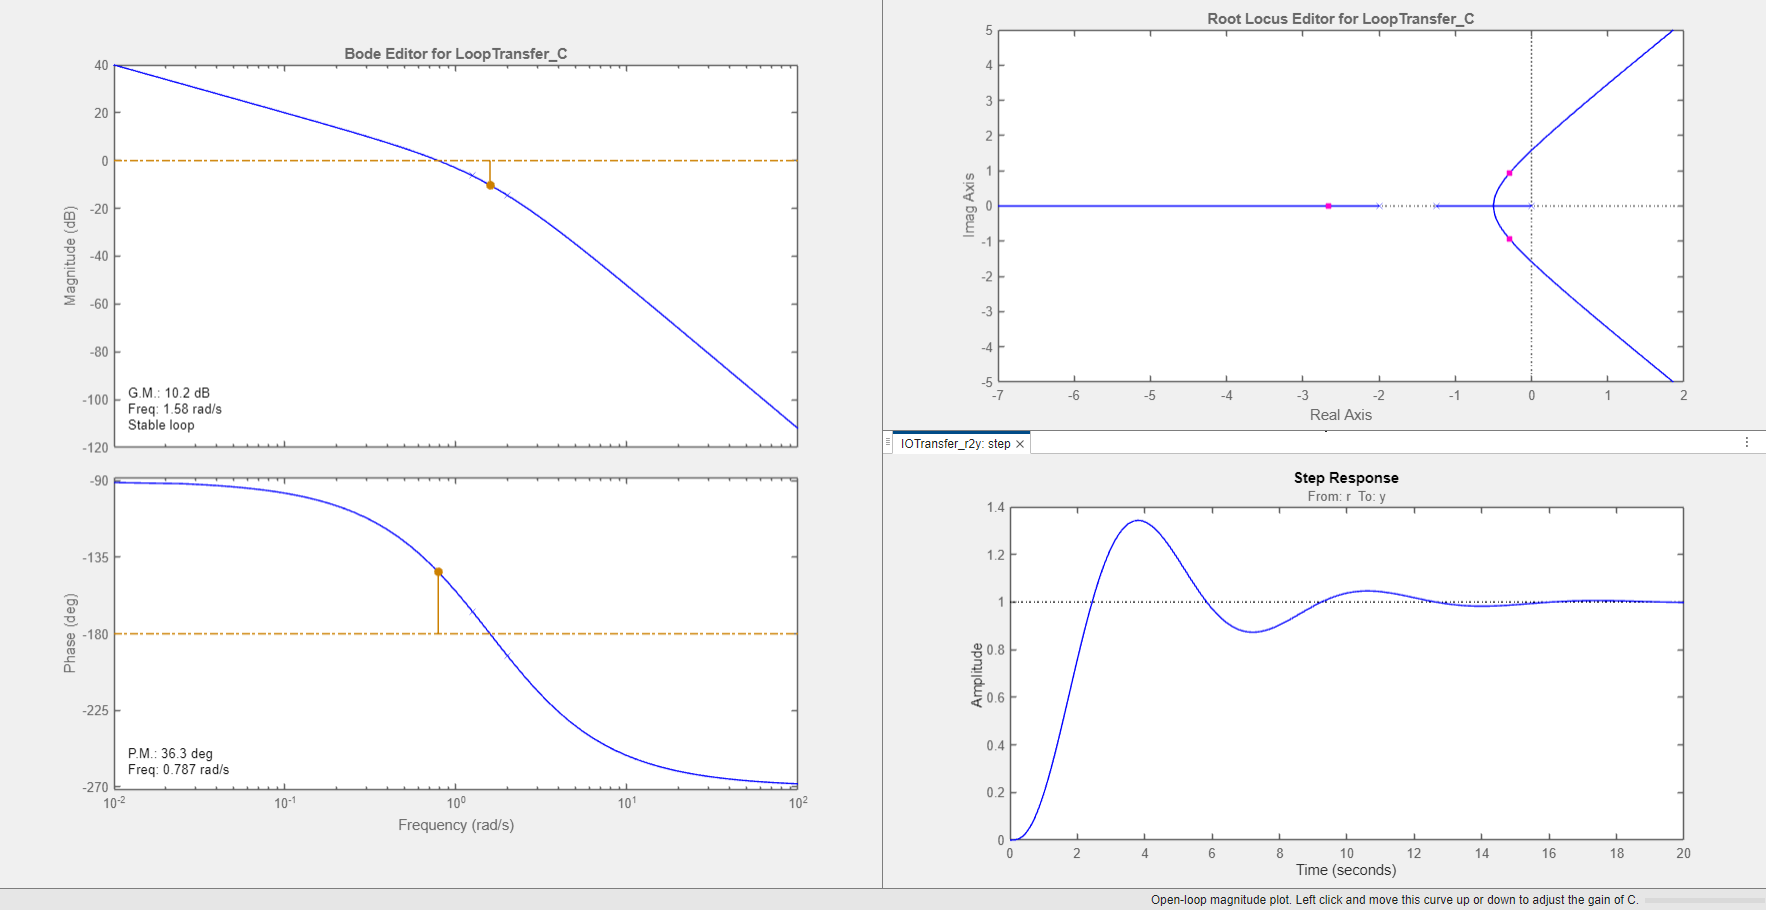 Bode Editor for LoopTransfer_C
40
20
0
-20
-40
-60
-80
-100
-120
Magnitude (dB)
G.M.: 10.2 dB
Freq: 1.58 rad/s
Stable loop
-90
-135
-180
-225
-270
Phase (deg)
P.M.: 36.3 deg
Freq: 0.787 rad/s
10-2 10-1 100 101 102
Frequency (rad/s)
Root Locus Editor for LoopTransfer_C
5
4
3
2
1
0
-1
-2
-3
-4
-5
Imag Axis
-7 -6 -5 -4 -3 -2 -1 0 1 2
Real Axis
IOTransfer_r2y: step
Step Response
From: r To: y
1.4
1.2
1
0.8
0.6
0.4
0.2
0
Amplitude
0 2 4 6 8 10 12 14 16 18 20
Time (seconds)
Open-loop magnitude plot. Left click and move this curve up or down to adjust the gain of C.